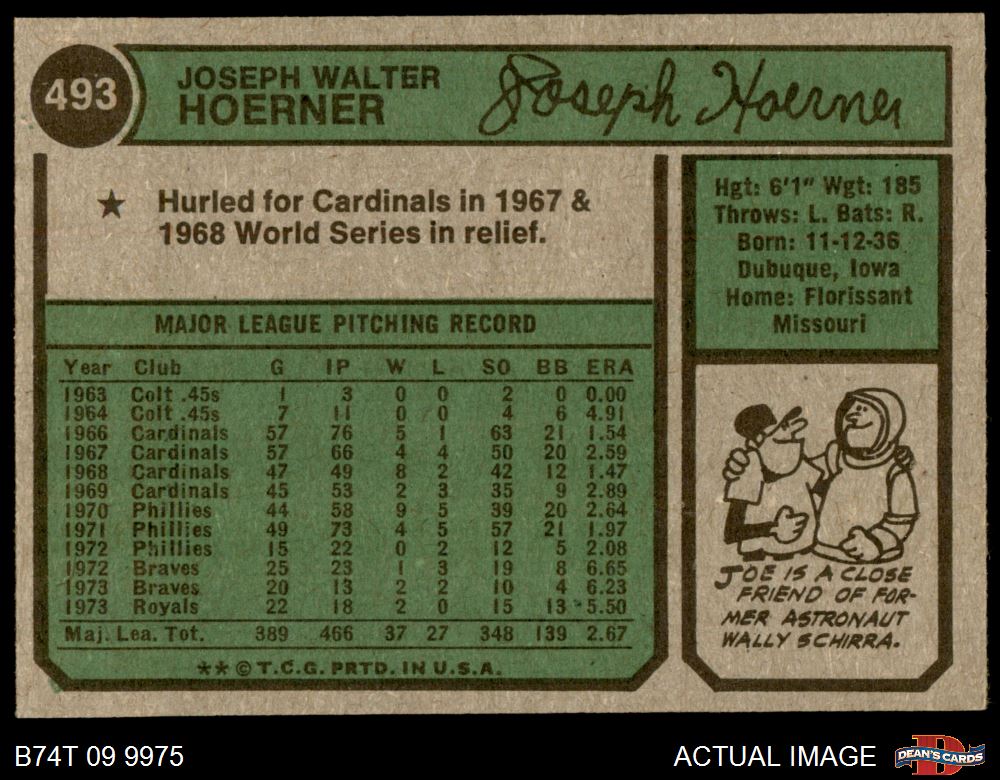 493
JOSEPH WALTER
HOERNER
Joseph Hoerner
★ Hurled for Cardinals in 1967 &
1968 World Series in relief.
Hgt: 6'1" Wgt: 185
Throws: L. Bats: R.
Born: 11-12-36
Dubuque, Iowa
Home: Florissant
Missouri
MAJOR LEAGUE PITCHING RECORD
Year Club G IP W L SO BB ERA
1963 Colt .45s 1 3 0 0 2 0 0.00
1964 Colt .45s 7 11 0 0 4 6 4.91
1966 Cardinals 57 76 5 1 63 21 1.54
1967 Cardinals 57 66 4 4 50 20 2.59
1968 Cardinals 47 49 8 2 42 12 1.47
1969 Cardinals 45 53 2 3 35 9 2.89
1970 Phillies 44 58 9 5 39 20 2.64
1971 Phillies 49 73 4 5 57 21 1.97
1972 Phillies 15 22 0 2 12 5 2.08
1972 Braves 25 23 1 3 19 8 6.65
1973 Braves 20 13 2 2 10 4 6.23
1973 Royals 22 18 2 0 15 13 5.50
Maj. Lea. Tot. 389 466 37 27 348 139 2.67
**©T.C.G. PRTD. IN U.S.A.
JOE IS A CLOSE
FRIEND OF FOR-
MER ASTRONAUT
WALLY SCHIRRA.
B74T 09 9975
ACTUAL IMAGE
D
DEAN'S CARDS